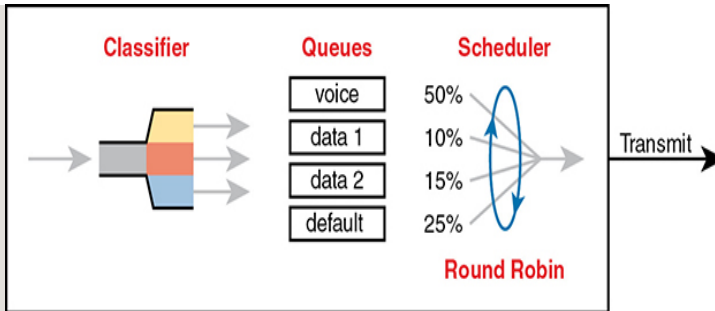 Classifier Queues Scheduler
voice 50%
data 1 10%
data 2 15%
default 25%
Transmit
Round Robin